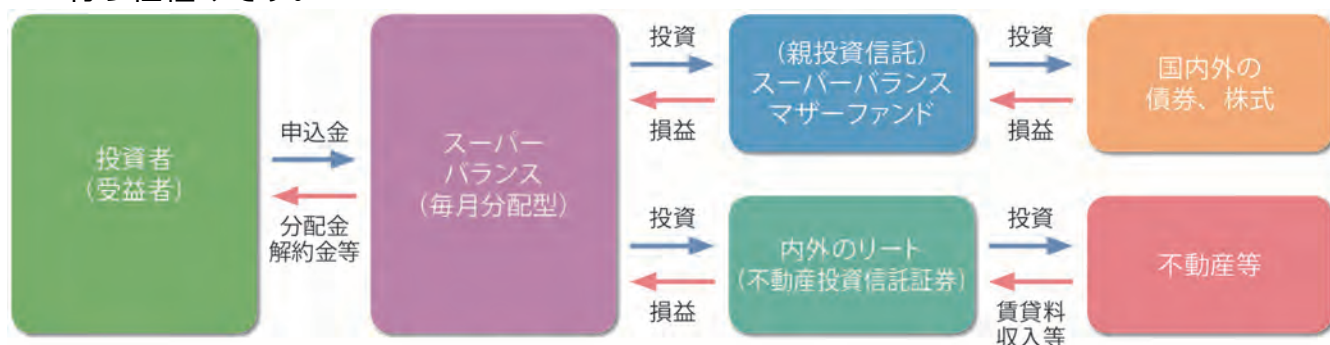 投資者
(受益者)
申込金
分配金
解約金等
スーパー
バランス
(毎月分配型)
投資
損益
(親投資信託)
スーパーバランス
マザーファンド
投資
損益
国内外の
債券、株式
投資
損益
内外のリート
(不動産投資信託証券)
投資
賃貸料
収入等
不動産等